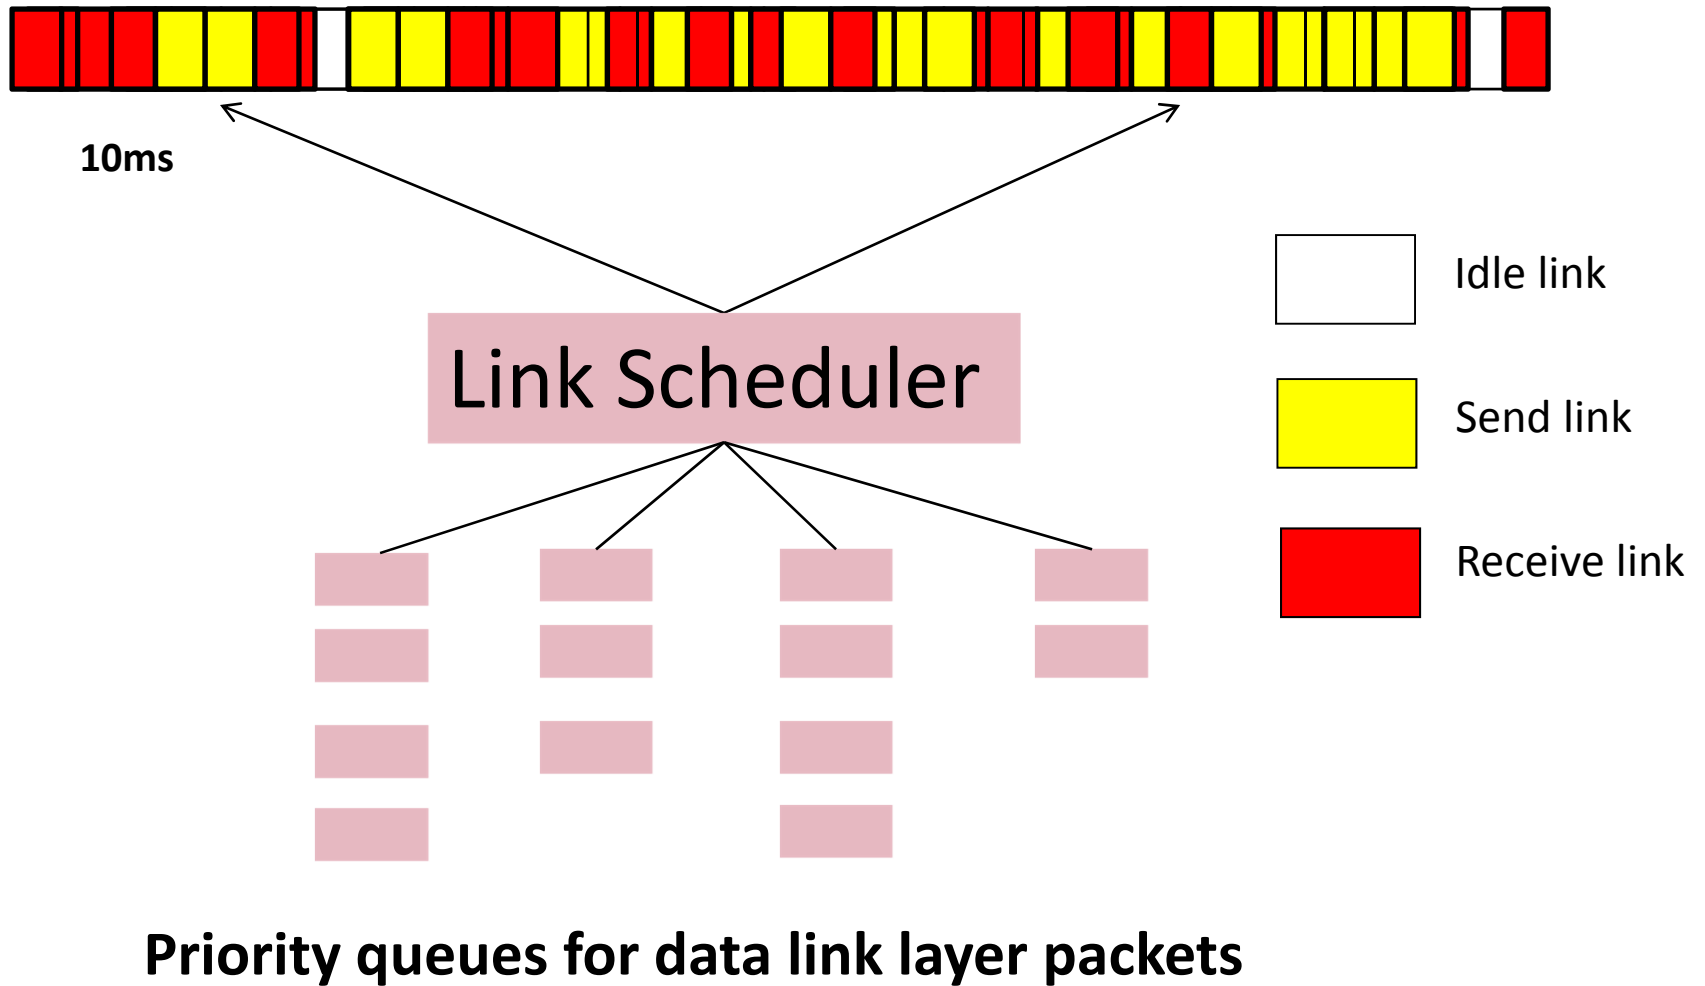 10ms
Idle link
Link Scheduler
Send link
Receive link
Priority queues for data link layer packets